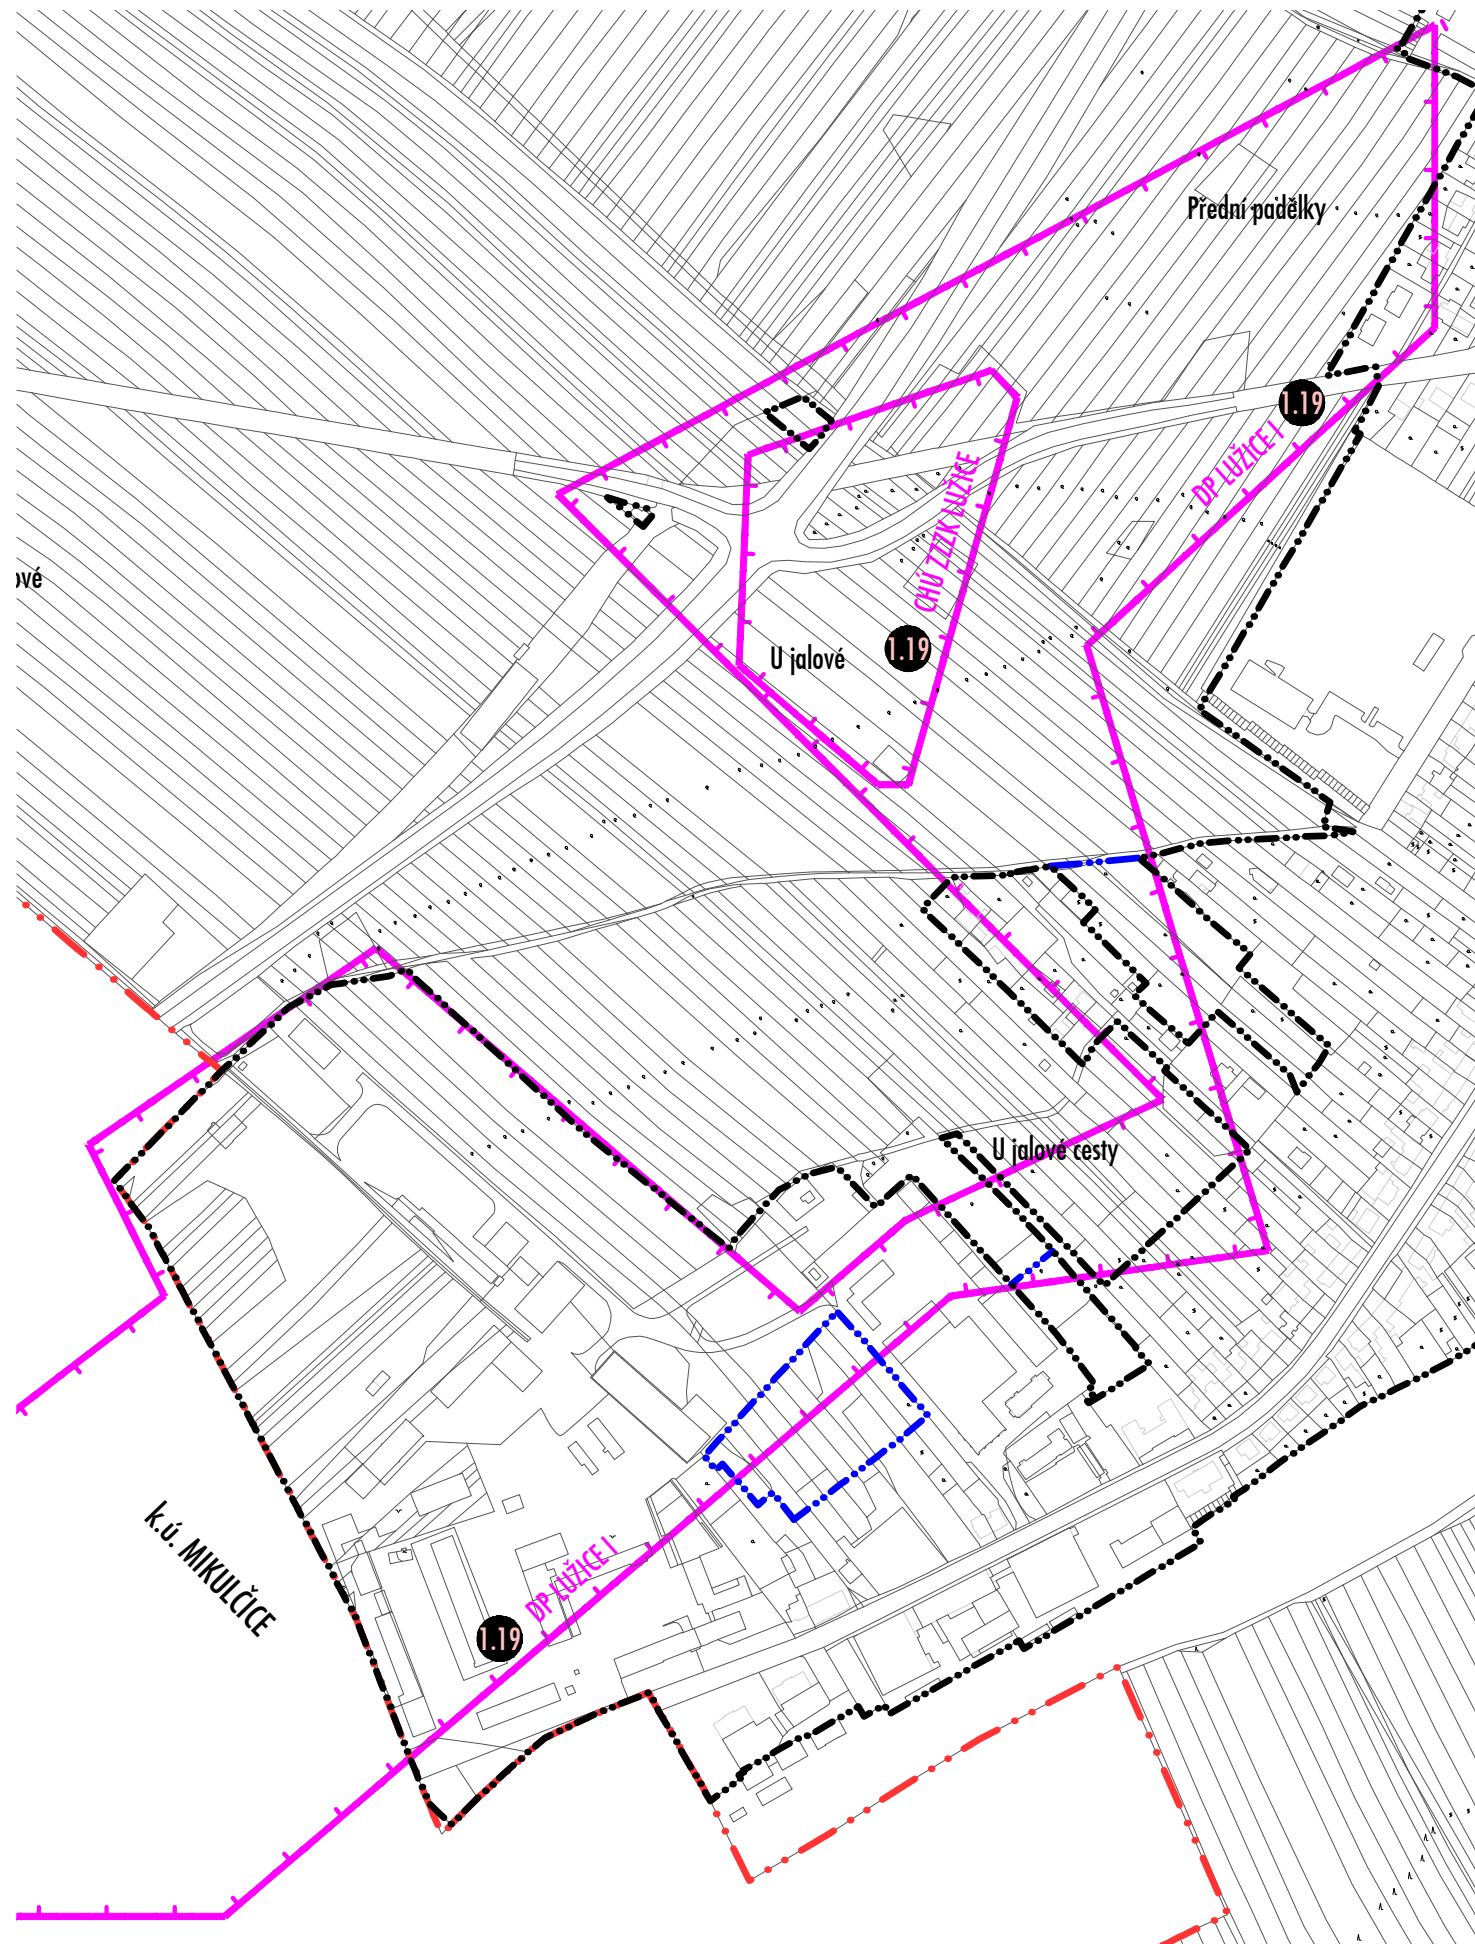 Přední padělky
1.19
DP LUŽICE I
CHÚ ZZZK LUŽICE
ové
U jalové
1.19
U jalové cesty
k.ú. MIKULČICE
DP LUŽICE I
1.19